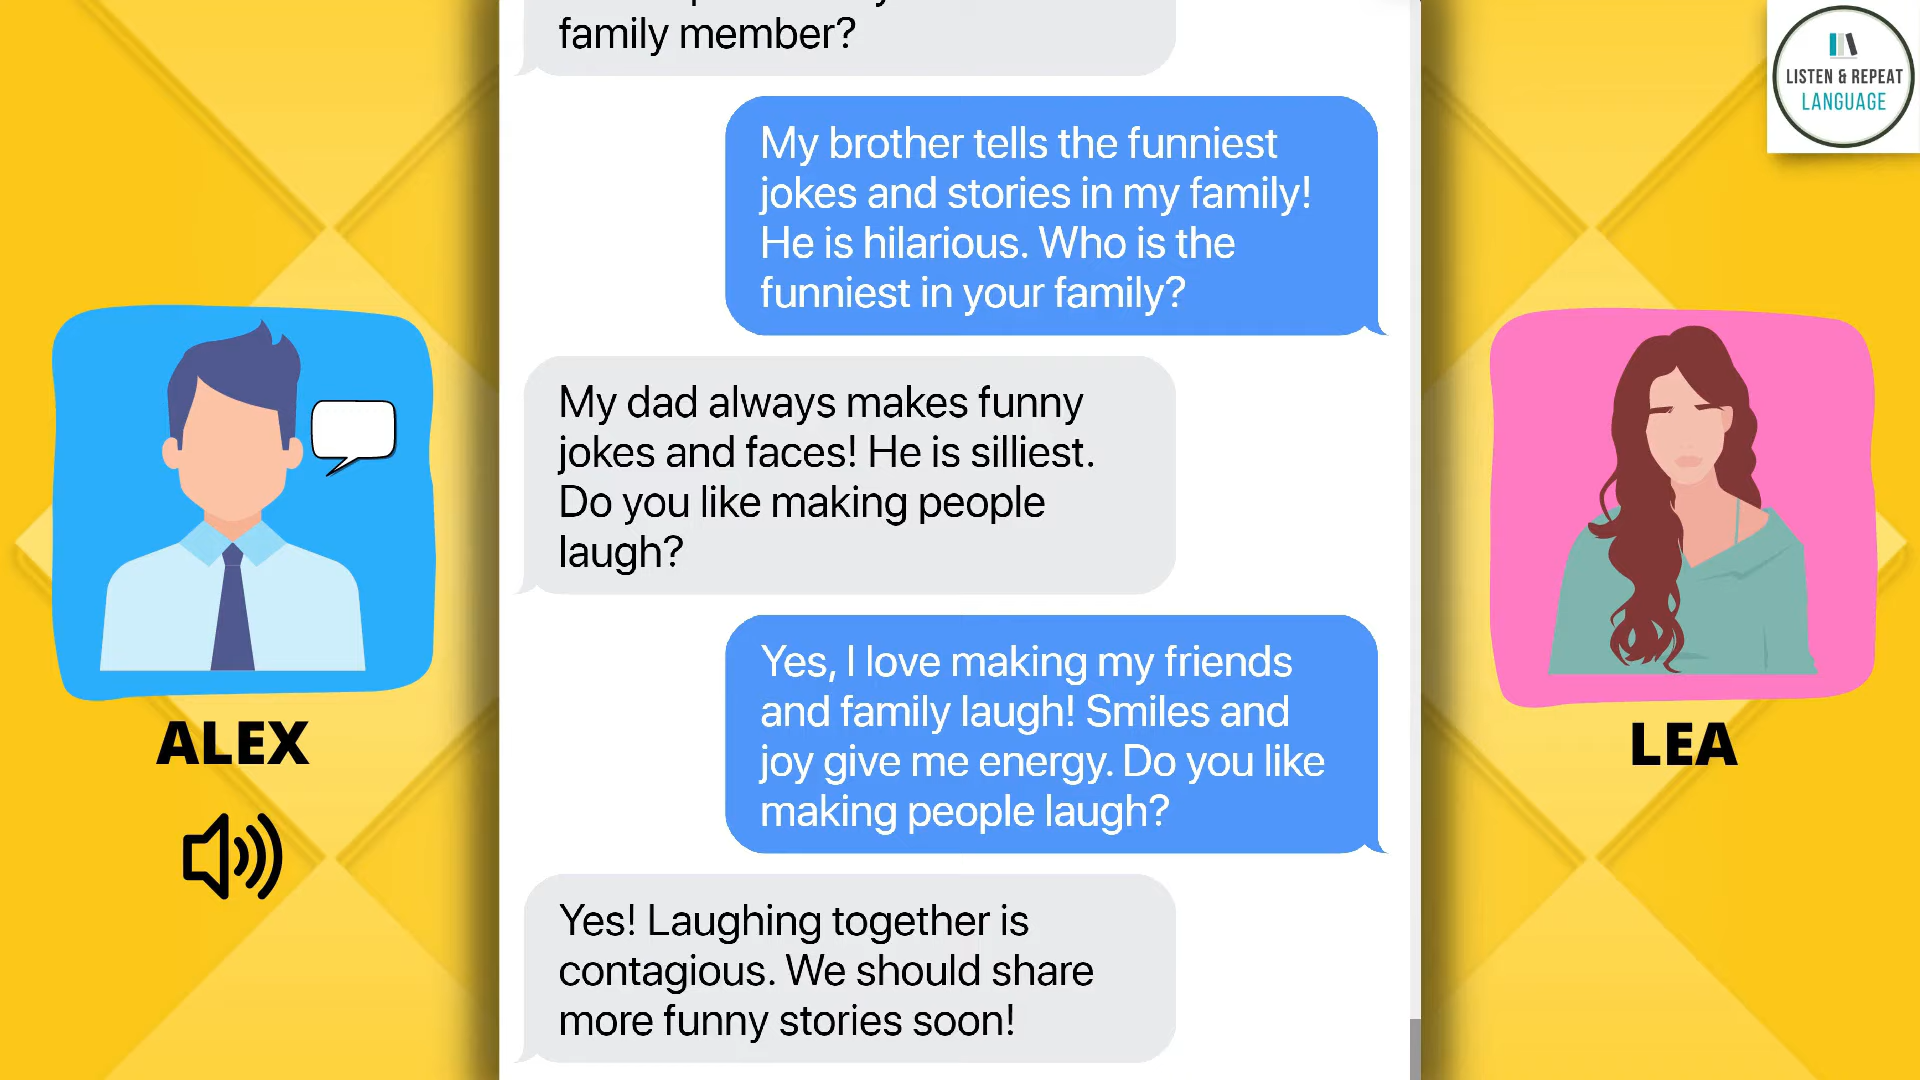 family member?
My brother tells the funniest
jokes and stories in my family!
He is hilarious. Who is the
funniest in your family?
My dad always makes funny
jokes and faces! He is silliest.
Do you like making people
laugh?
Yes, I love making my friends
and family laugh! Smiles and
joy give me energy. Do you like
making people laugh?
Yes! Laughing together is
contagious. We should share
more funny stories soon!
ALEX
LEA
LISTEN & REPEAT
LANGUAGE